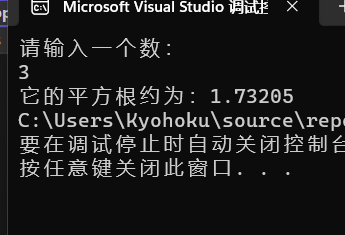 Microsoft Visual Studio 调试
请输入一个数：
3
它的平方根约为：1.73205
C:\Users\Kyohoku\source\repo
要在调试停止时自动关闭控制台
按任意键关闭此窗口. . .